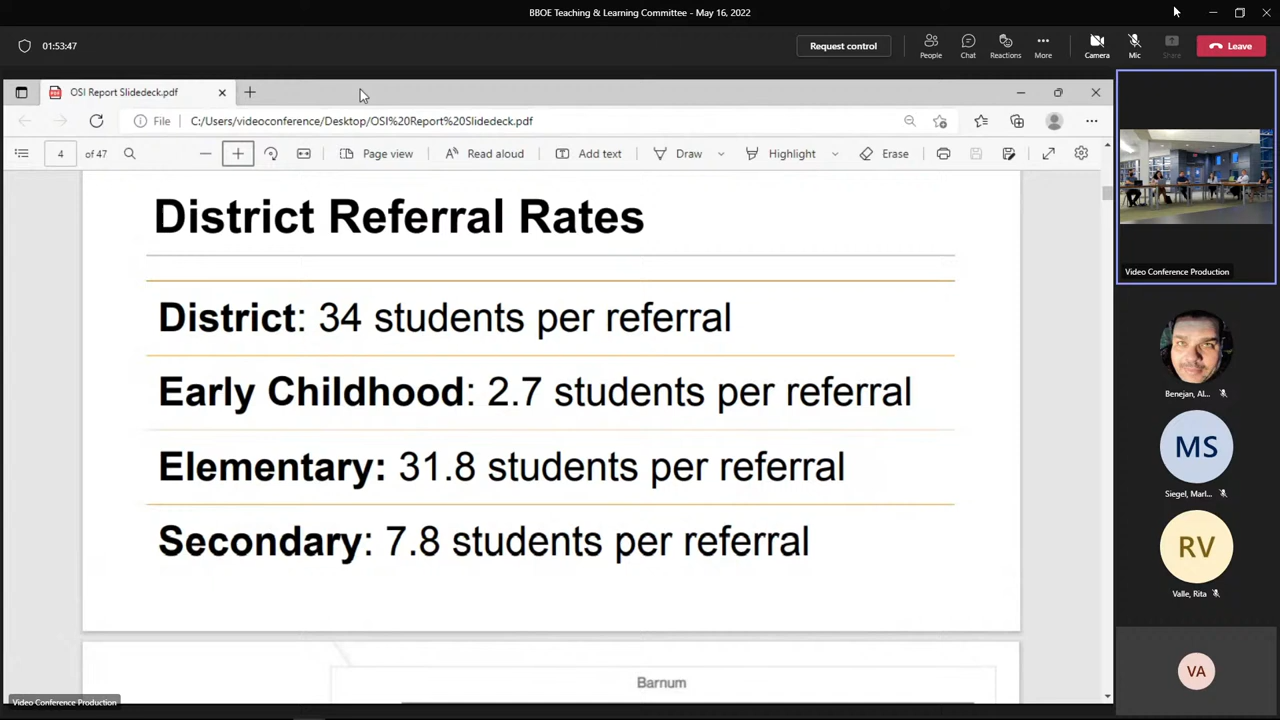 BBOE Teaching & Learning Committee - May 16, 2022
01:53:47
Request control
People
Chat
Reactions
More
Camera
Mic
Share
Leave
OSI Report Slidedeck.pdf
File
C:/Users/videoconference/Desktop/OSI%20Report%20Slidedeck.pdf
4 of 47
Page view
Read aloud
Add text
Draw
Highlight
Erase
District Referral Rates
District: 34 students per referral
Early Childhood: 2.7 students per referral
Elementary: 31.8 students per referral
Secondary: 7.8 students per referral
Barnum
Video Conference Production
Video Conference Production
Benejan, Al...
MS
Siegel, Marl...
RV
Valle, Rita
VA